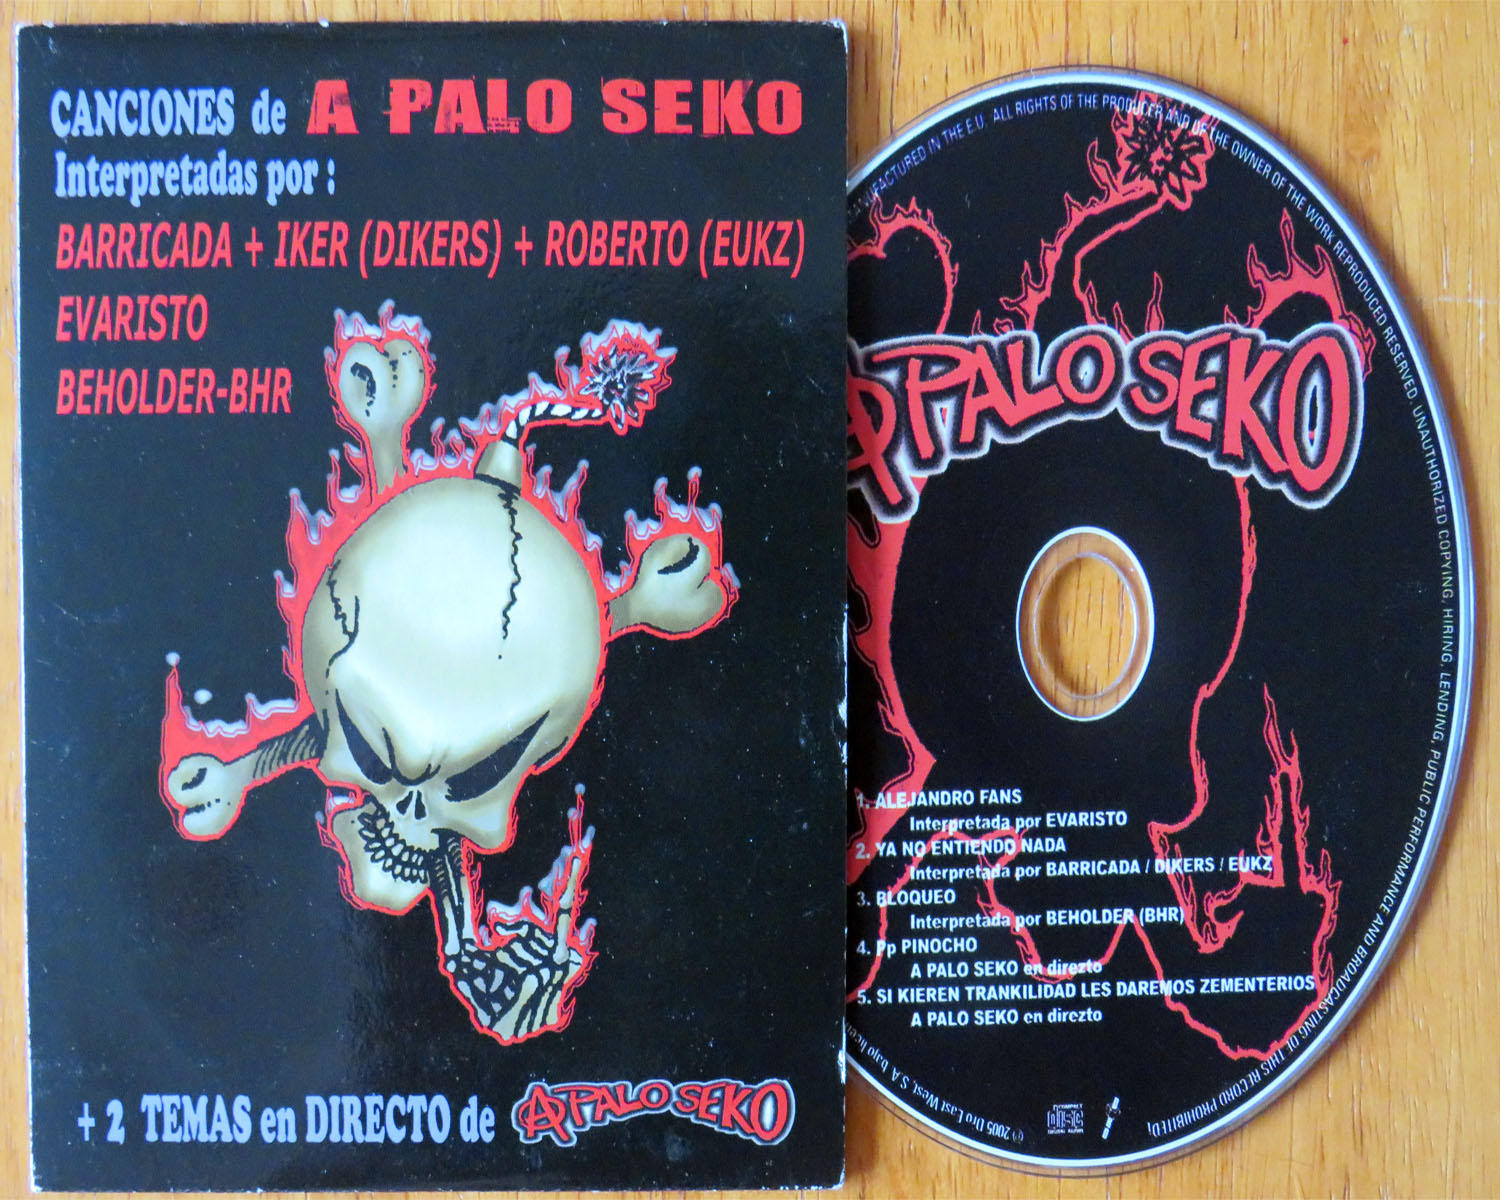 CANCIONES de A PALO SEKO
Interpretadas por :
BARRICADA + IKER (DIKERS) + ROBERTO (EUKZ)
EVARISTO
BEHOLDER-BHR
+ 2 TEMAS en DIRECTO de A PALO SEKO
MANUFACTURED IN THE E.U. ALL RIGHTS OF THE PRODUCER AND OF THE OWNER OF THE WORK REPRODUCED RESERVED. UNAUTHORIZED COPYING, HIRING, LENDING, PUBLIC PERFORMANCE AND BROADCASTING OF THIS RECORD PROHIBITED;
A PALO SEKO
1. ALEJANDRO FANS
Interpretada por EVARISTO
2. YA NO ENTIENDO NADA
Interpretada por BARRICADA / DIKERS / EUKZ
3. BLOQUEO
Interpretada por BEHOLDER (BHR)
4. Pp PINOCHO
A PALO SEKO en direzto
5. SI KIEREN TRANKILIDAD LES DAREMOS ZEMENTERIOS
A PALO SEKO en direzto
COMPACT
DISC
DIGITAL AUDIO
℗ 2005 Dro East West, S.A. bajo